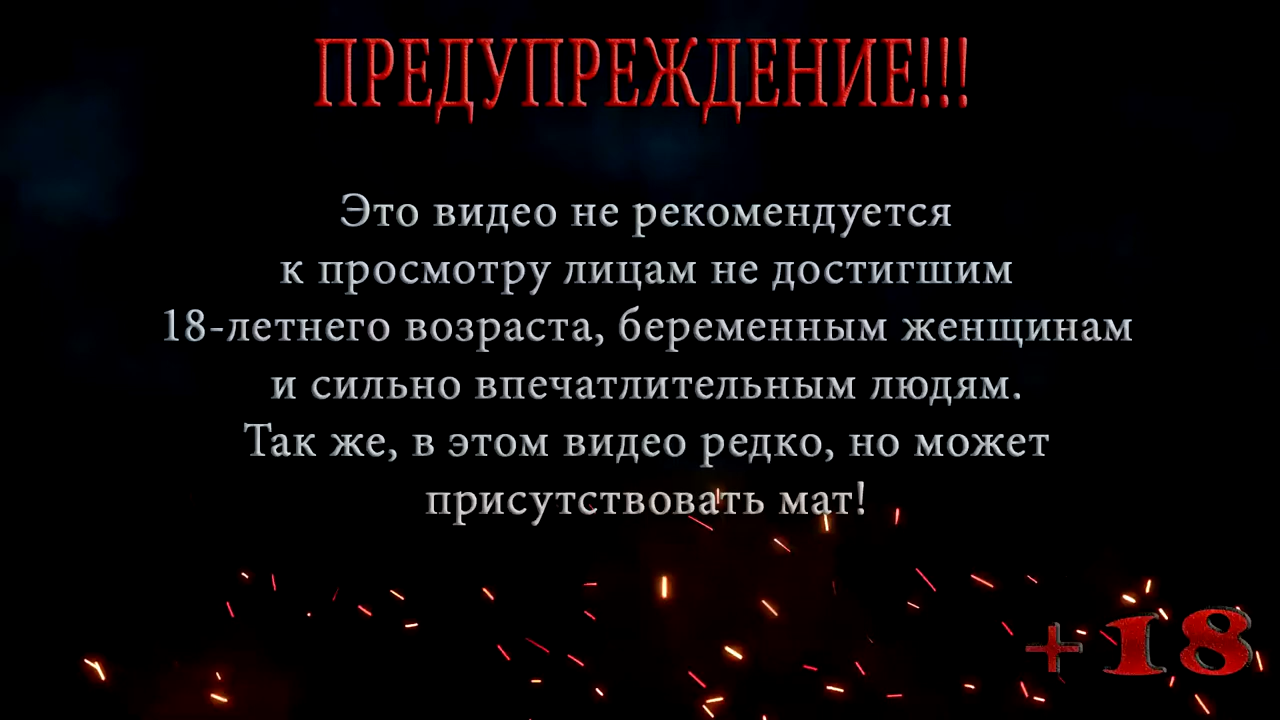 ПРЕДУПРЕЖДЕНИЕ!!!
Это видео не рекомендуется
к просмотру лицам не достигшим
18-летнего возраста, беременным женщинам
и сильно впечатлительным людям.
Так же, в этом видео редко, но может
присутствовать мат!
+18